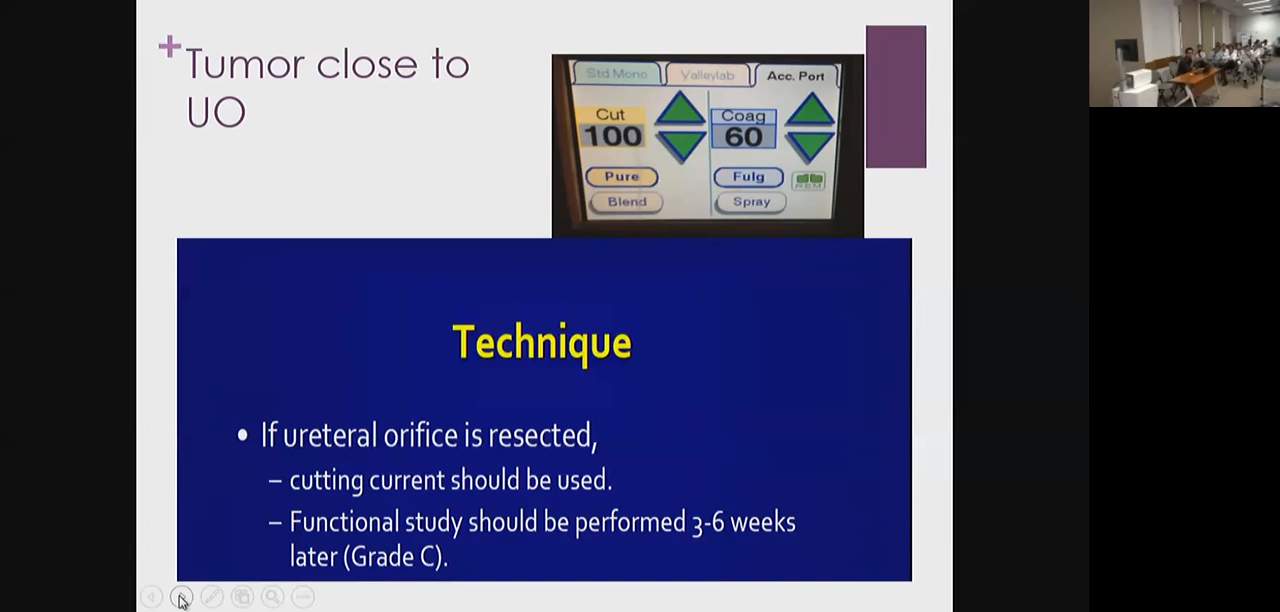 +
Tumor close to
UO
Std Mono Valleylab Acc. Port
Cut Coag
100 60
Pure Fulg REM
Blend Spray
Technique
• If ureteral orifice is resected,
– cutting current should be used.
– Functional study should be performed 3-6 weeks
later (Grade C).